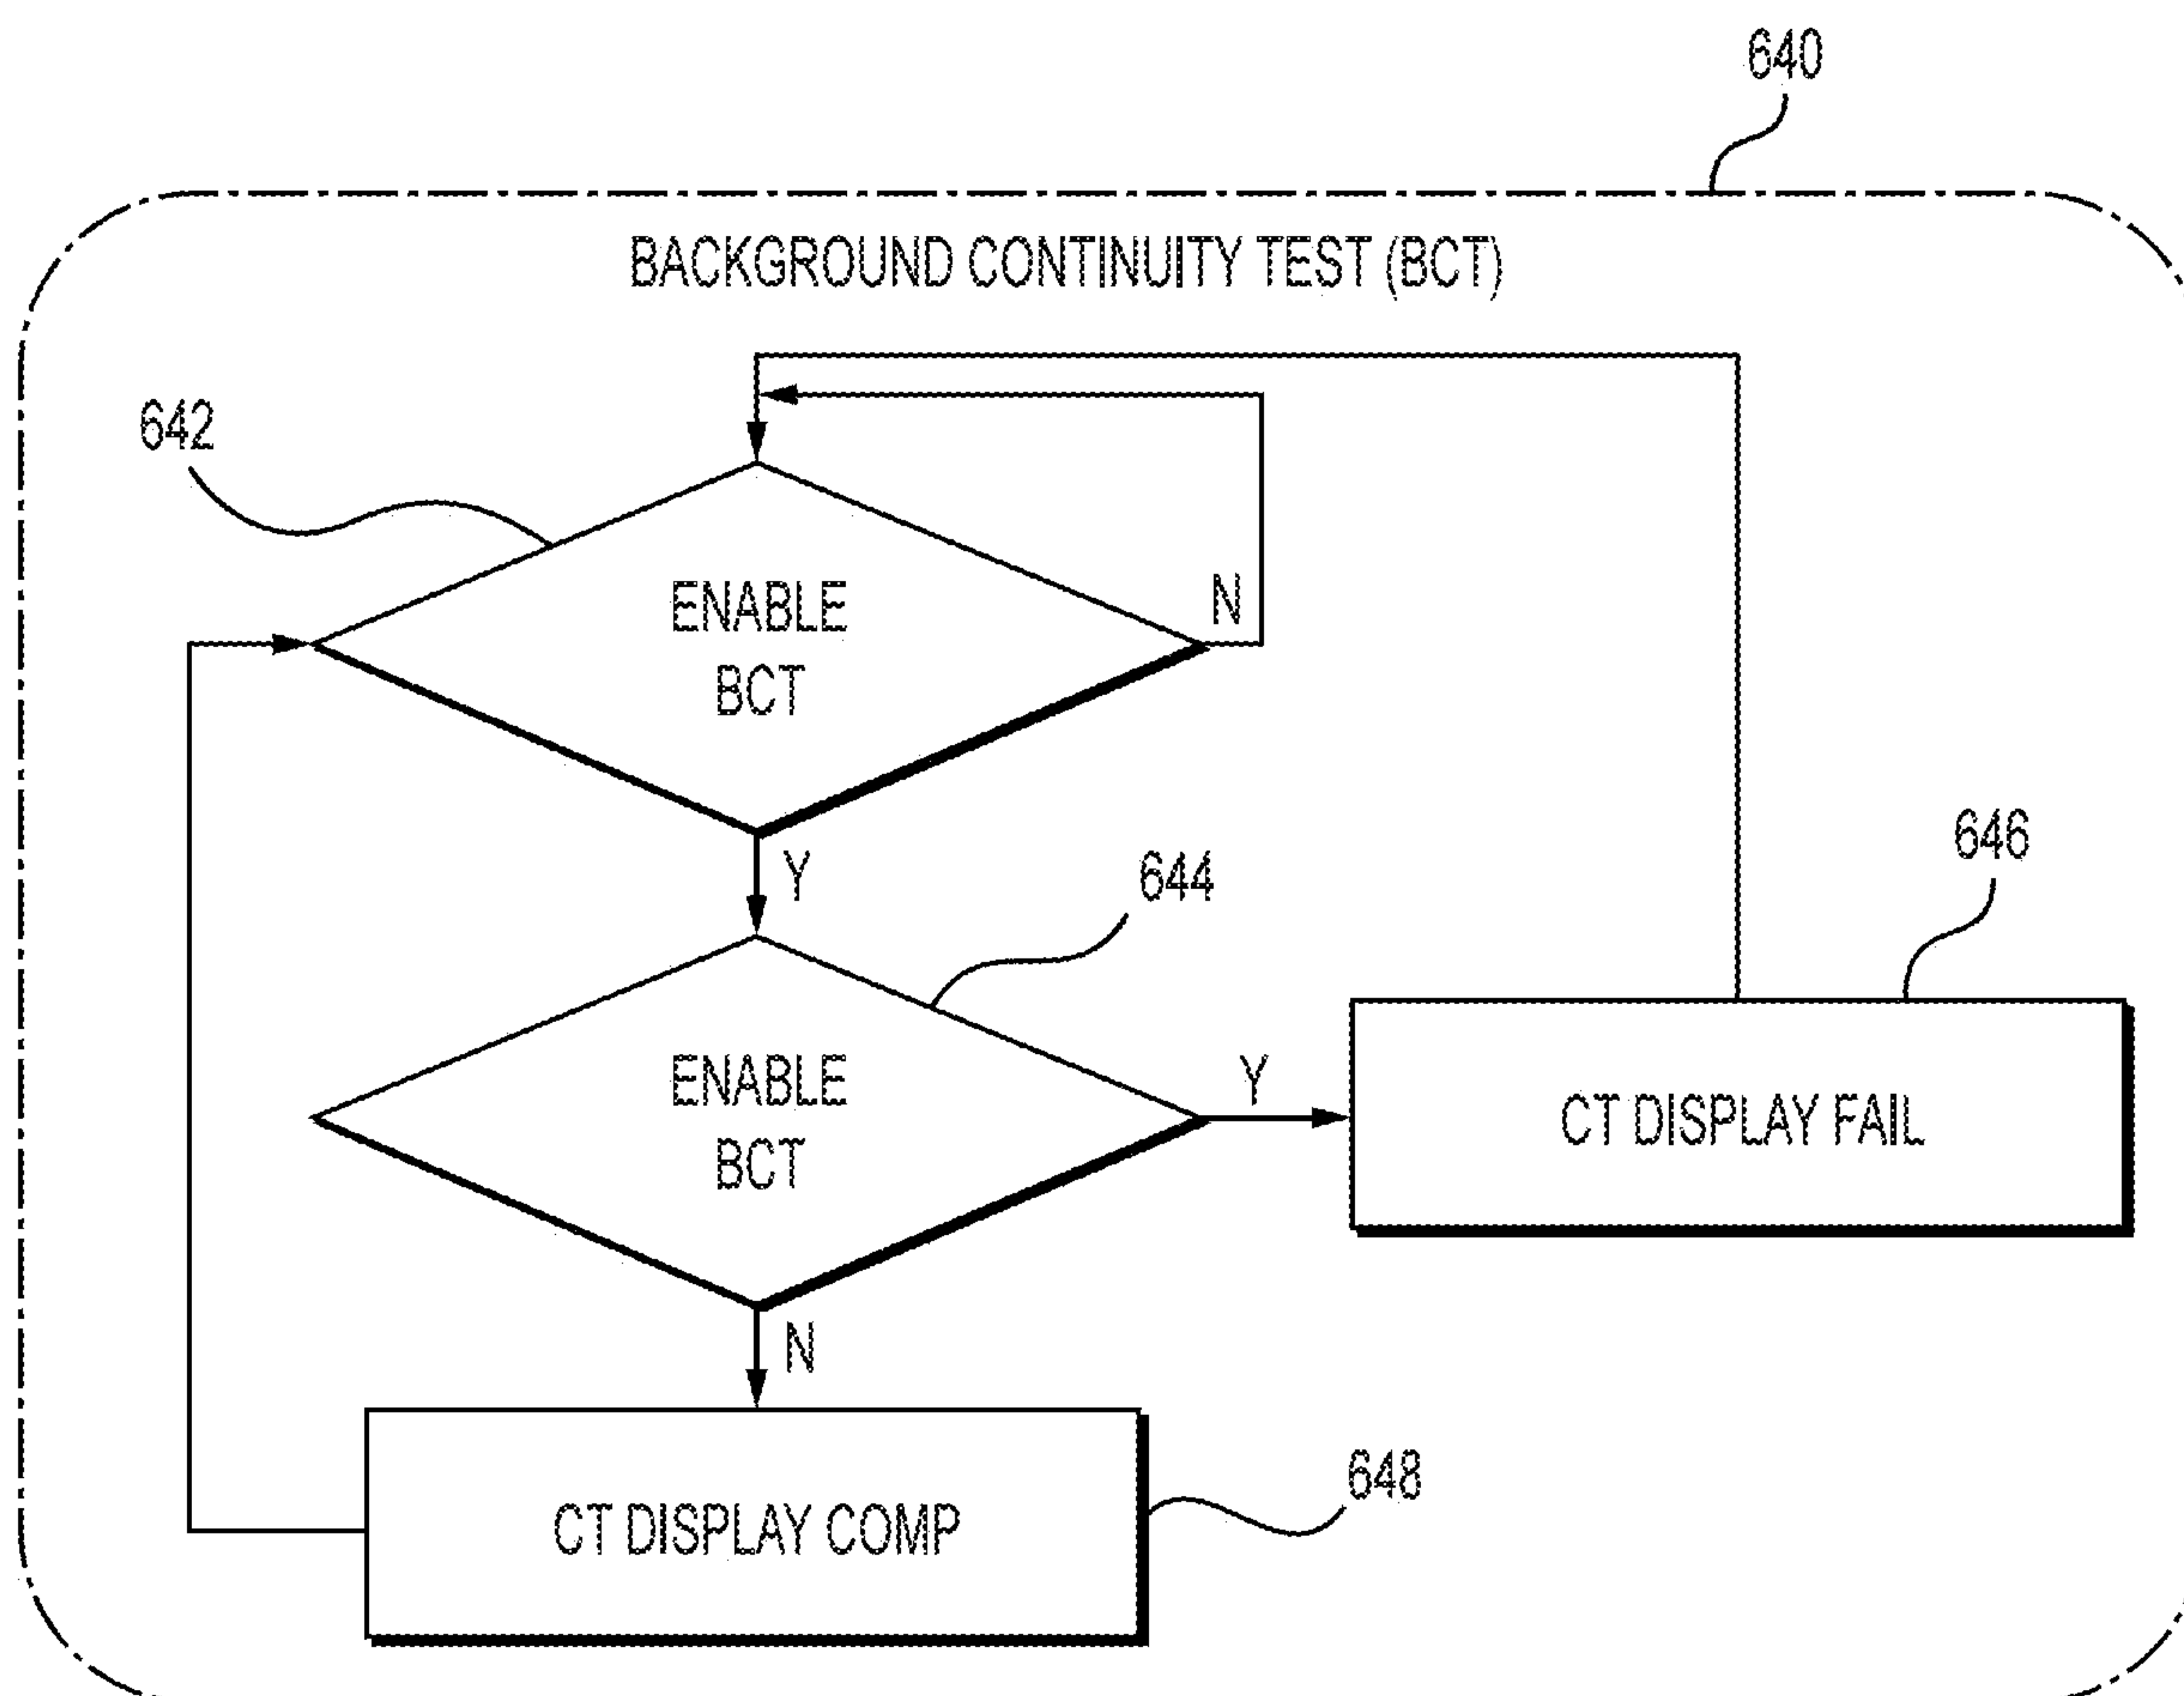 640
BACKGROUND CONTINUITY TEST (BCT)
642
ENABLE
BCT
N
Y
644
646
ENABLE
BCT
Y
CT DISPLAY FAIL
N
CT DISPLAY COMP
648